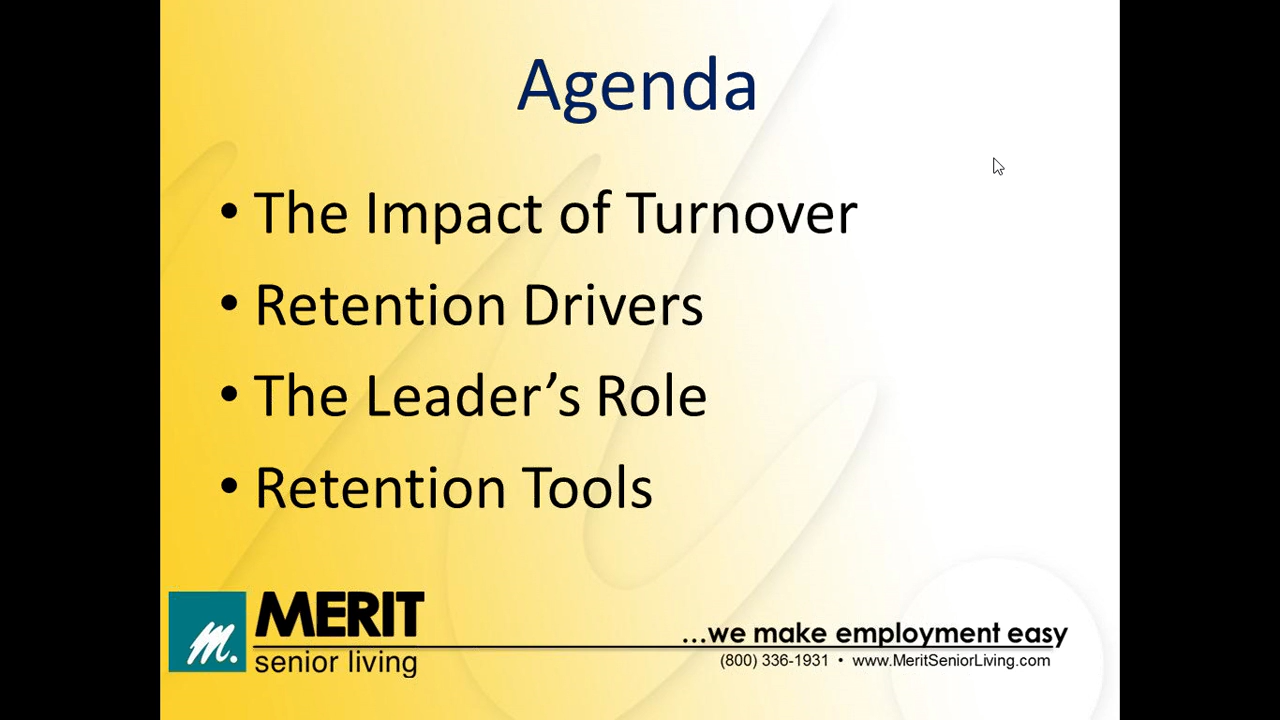 Agenda
• The Impact of Turnover
• Retention Drivers
• The Leader’s Role
• Retention Tools
m.
MERIT
senior living
...we make employment easy
(800) 336-1931 • www.MeritSeniorLiving.com